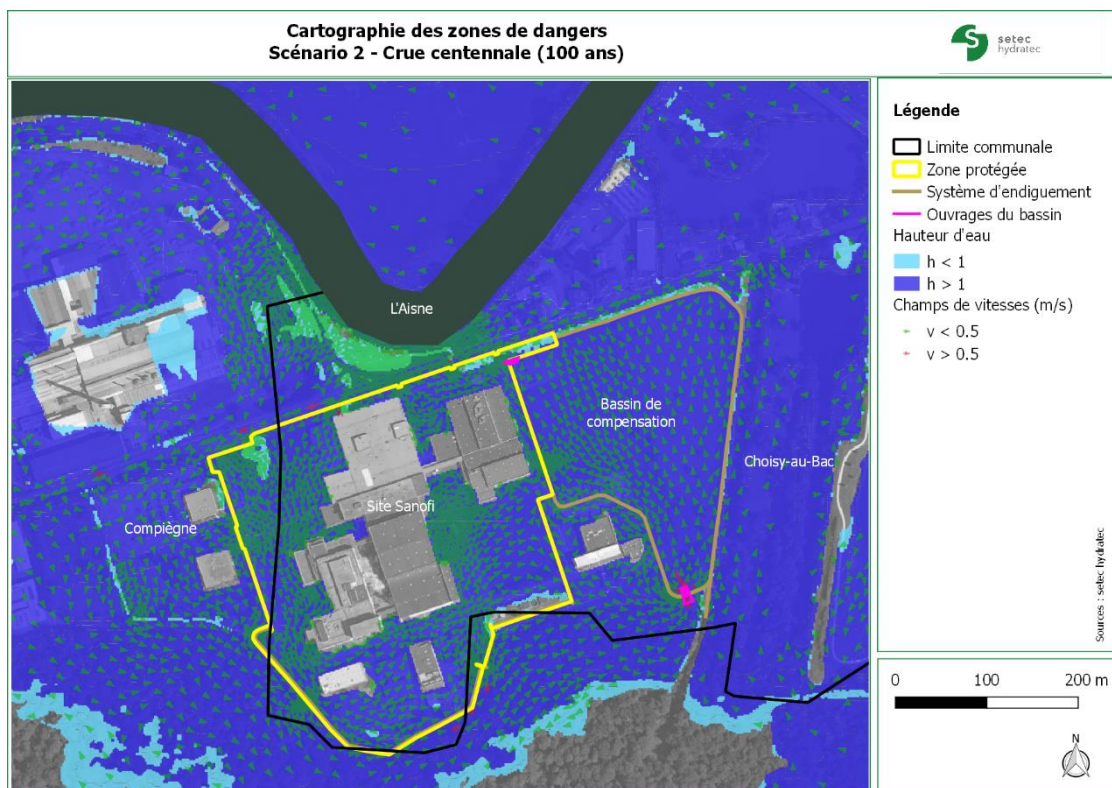 Cartographie des zones de dangers
Scénario 2 - Crue centennale (100 ans)
setec
hydratec
L'Aisne
Bassin de
compensation
Choisy-au-Bac
Site Sanofi
Compiègne
Légende
Limite communale
Zone protégée
Système d'endiguement
Ouvrages du bassin
Hauteur d'eau
h < 1
h > 1
Champs de vitesses (m/s)
v < 0.5
v > 0.5
Sources : setec hydratec
0 100 200 m
N